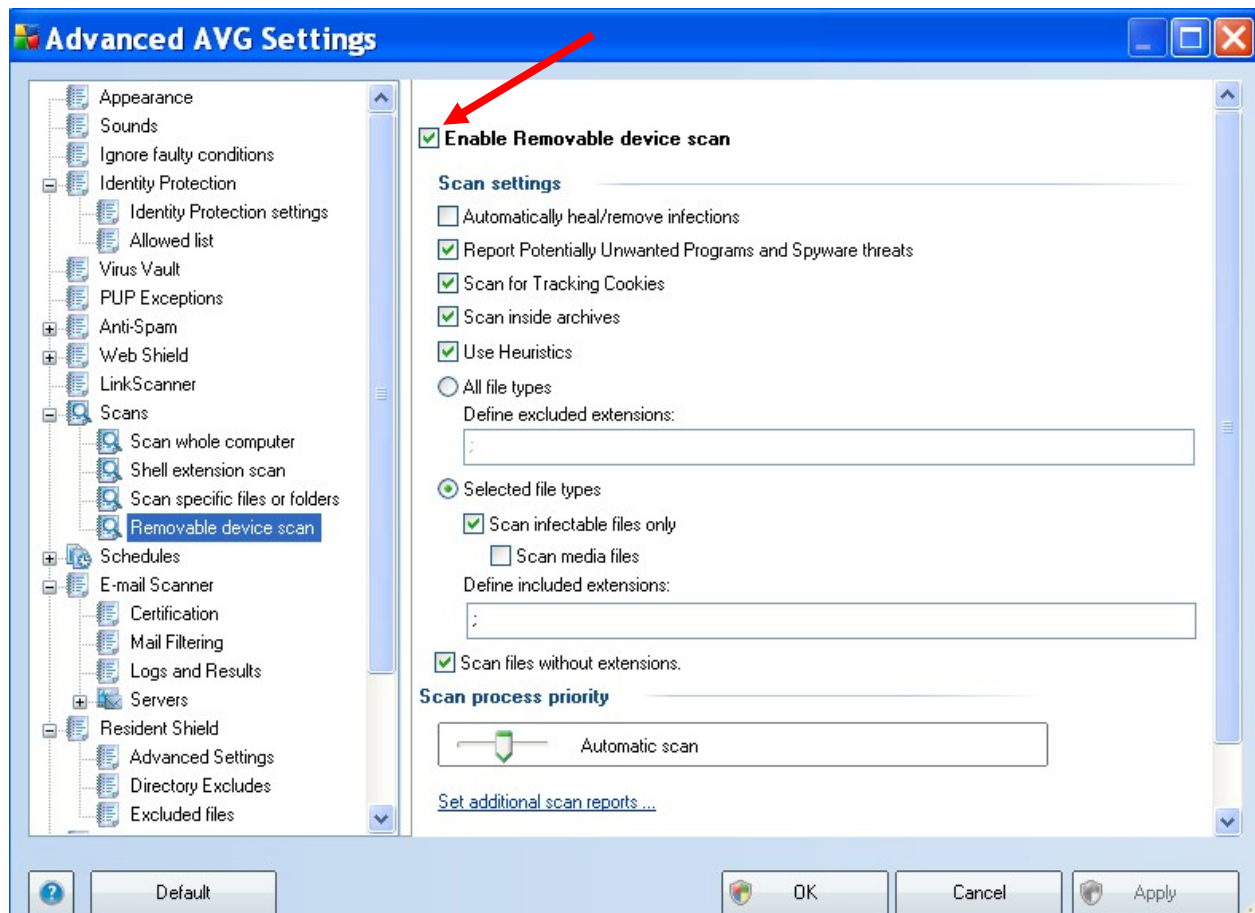 Advanced AVG Settings
Appearance
Sounds
Ignore faulty conditions
Identity Protection
Identity Protection settings
Allowed list
Virus Vault
PUP Exceptions
Anti-Spam
Web Shield
LinkScanner
Scans
Scan whole computer
Shell extension scan
Scan specific files or folders
Removable device scan
Schedules
E-mail Scanner
Certification
Mail Filtering
Logs and Results
Servers
Resident Shield
Advanced Settings
Directory Excludes
Excluded files
Enable Removable device scan
Scan settings
Automatically heal/remove infections
Report Potentially Unwanted Programs and Spyware threats
Scan for Tracking Cookies
Scan inside archives
Use Heuristics
All file types
Define excluded extensions:
;
Selected file types
Scan infectable files only
Scan media files
Define included extensions:
;
Scan files without extensions.
Scan process priority
Automatic scan
Set additional scan reports ...
? Default OK Cancel Apply